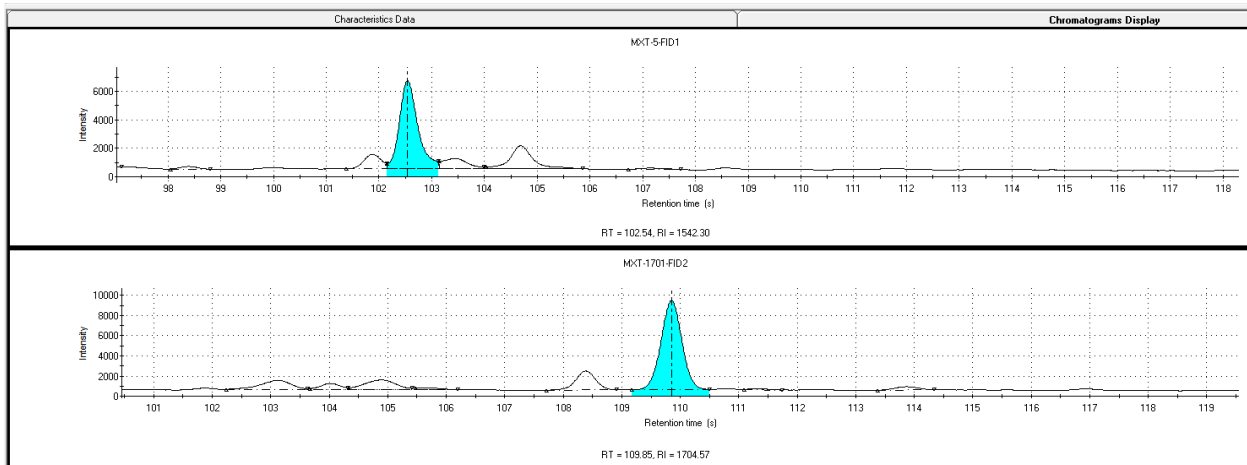 Characteristics Data Chromatograms Display
MXT-5-FID1
Intensity
6000
4000
2000
0
98 99 100 101 102 103 104 105 106 107 108 109 110 111 112 113 114 115 116 117 118
Retention time (s)
RT = 102.54, RI = 1542.30
MXT-1701-FID2
Intensity
10000
8000
6000
4000
2000
0
101 102 103 104 105 106 107 108 109 110 111 112 113 114 115 116 117 118 119
Retention time (s)
RT = 109.85, RI = 1704.57